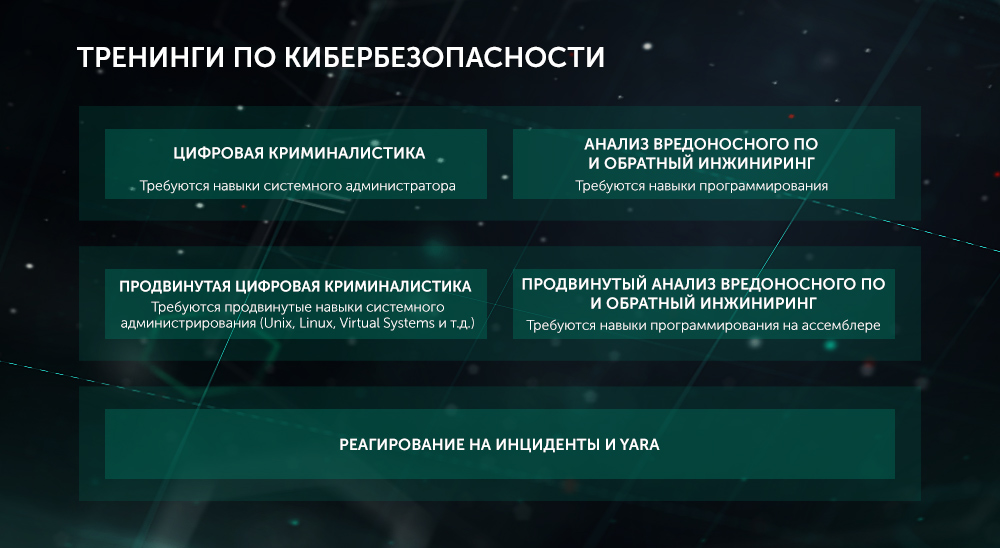 ТРЕНИНГИ ПО КИБЕРБЕЗОПАСНОСТИ
ЦИФРОВАЯ КРИМИНАЛИСТИКА
Требуются навыки системного администратора
АНАЛИЗ ВРЕДОНОСНОГО ПО
И ОБРАТНЫЙ ИНЖИНИРИНГ
Требуются навыки программирования
ПРОДВИНУТАЯ ЦИФРОВАЯ КРИМИНАЛИСТИКА
Требуются продвинутые навыки системного
администрирования (Unix, Linux, Virtual Systems и т.д.)
ПРОДВИНУТЫЙ АНАЛИЗ ВРЕДОНОСНОГО ПО
И ОБРАТНЫЙ ИНЖИНИРИНГ
Требуются навыки программирования на ассемблере
РЕАГИРОВАНИЕ НА ИНЦИДЕНТЫ И YARA